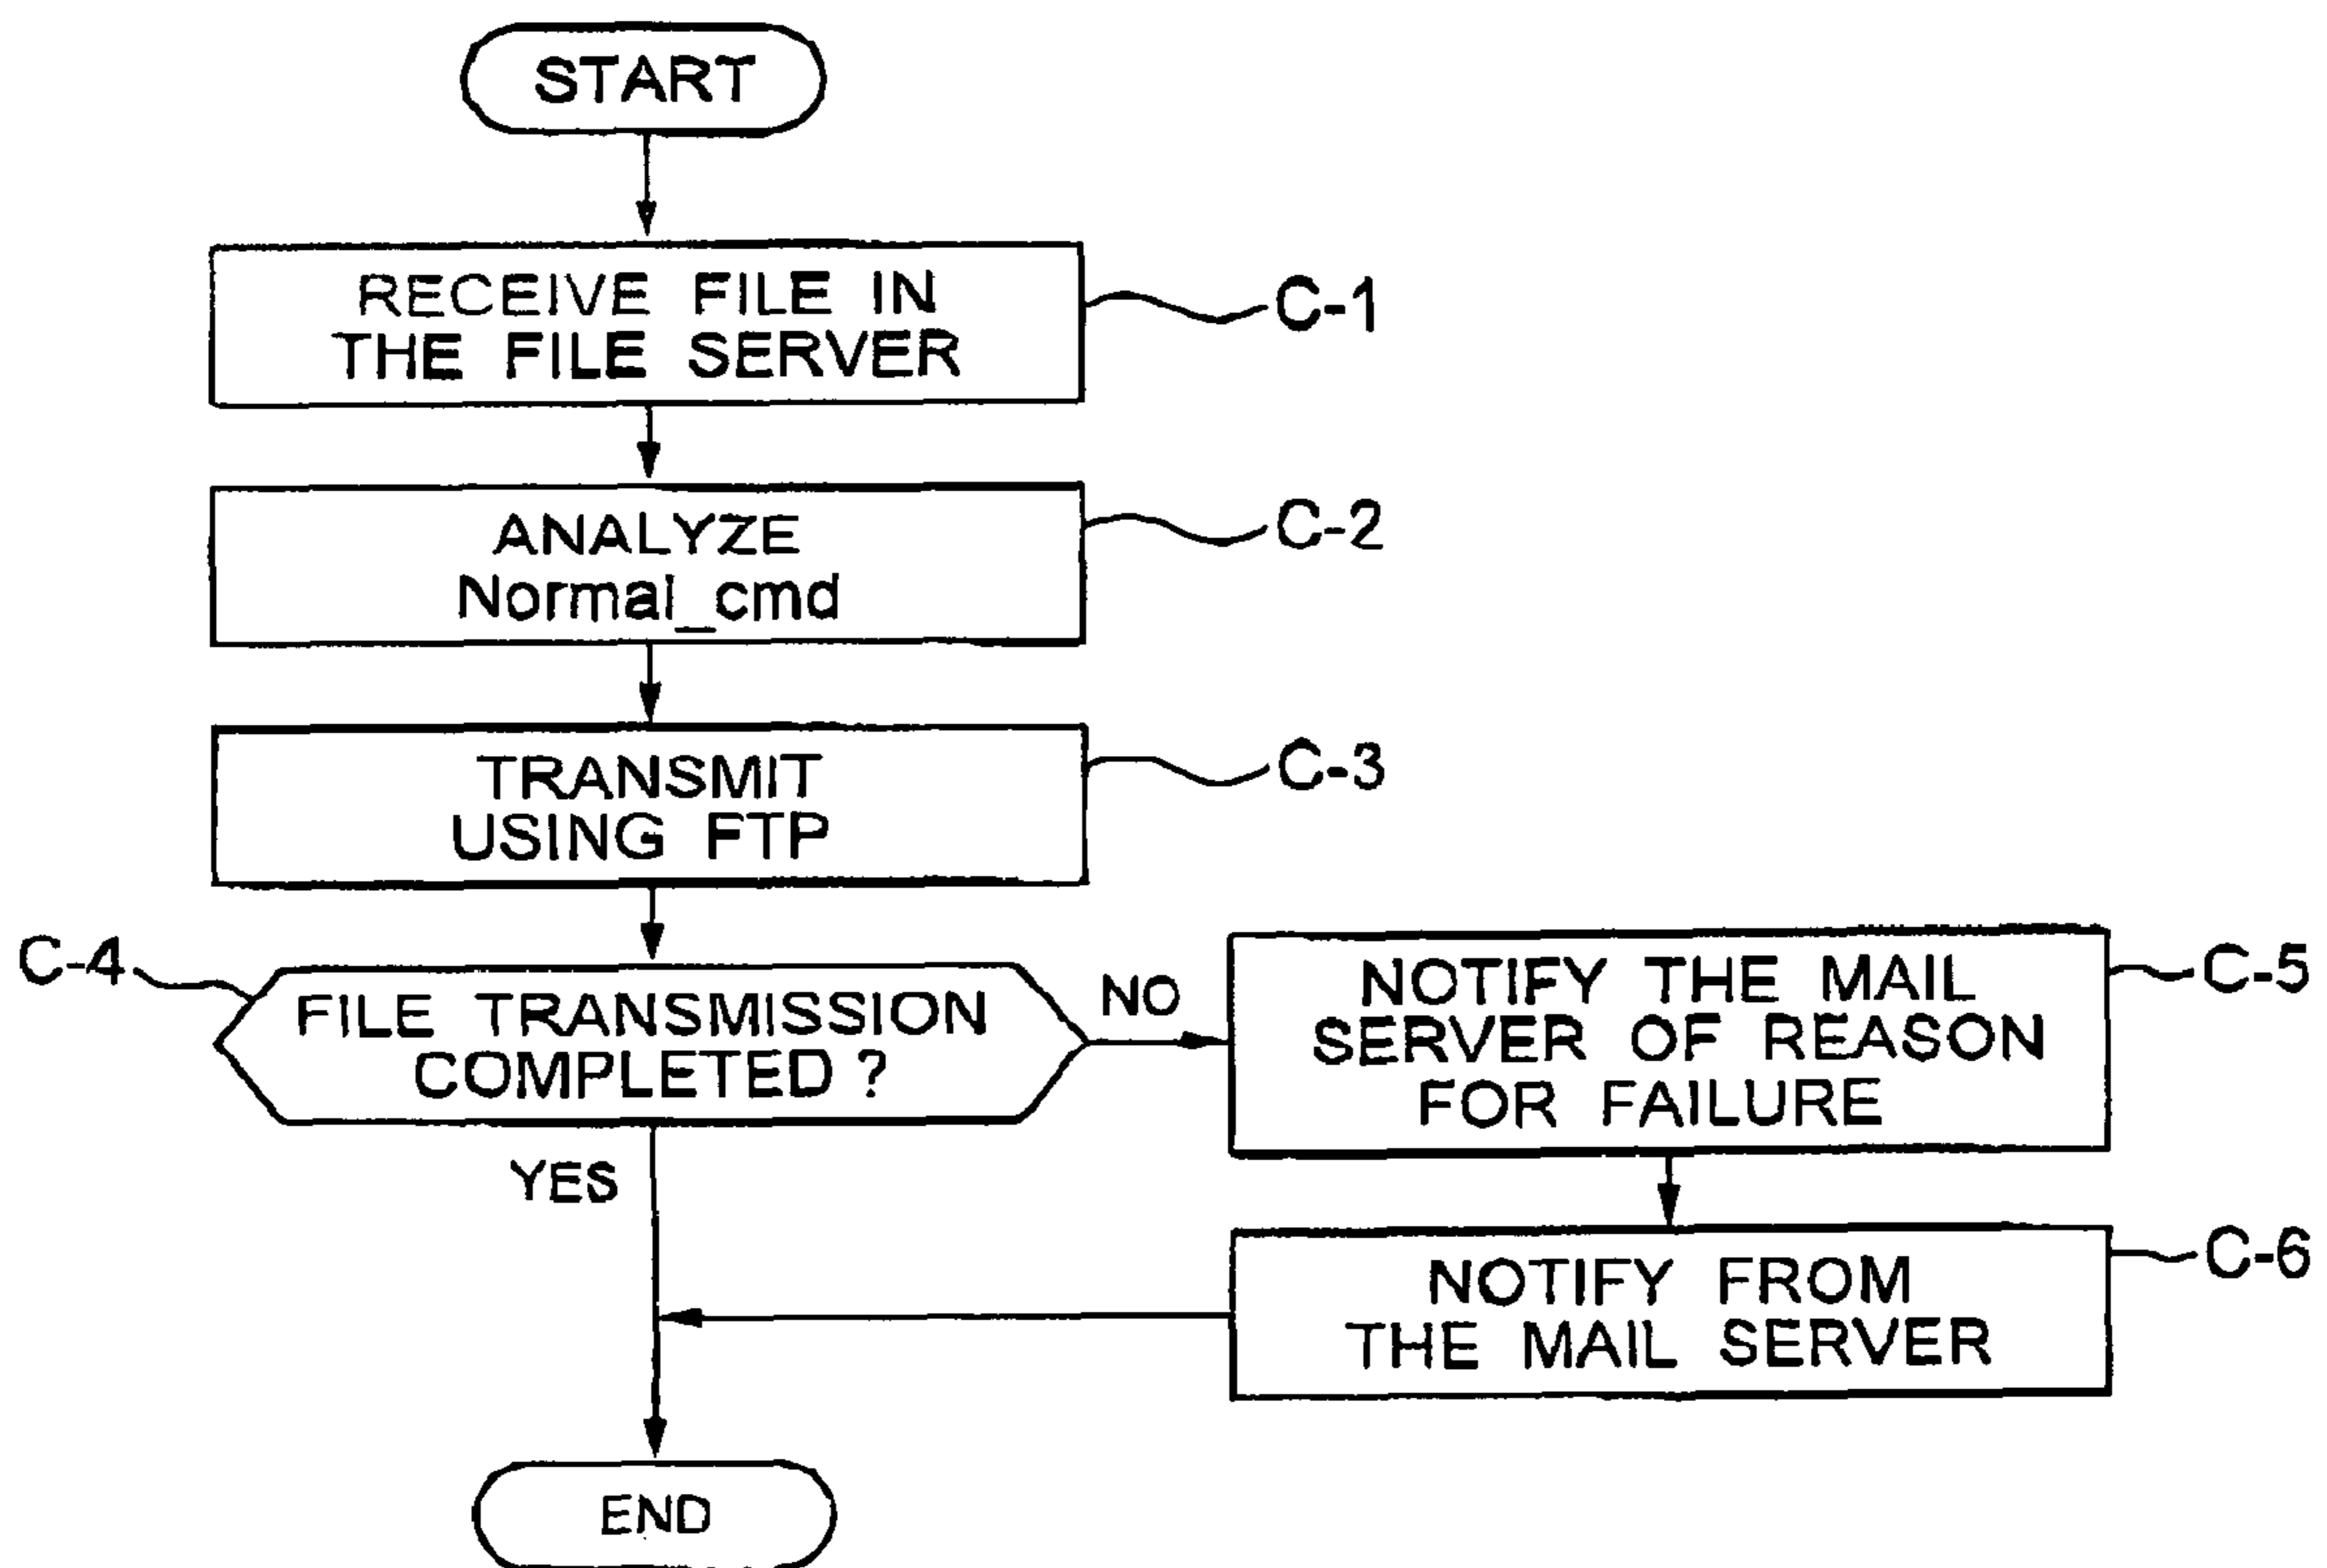 START
RECEIVE FILE IN
THE FILE SERVER
C-1
ANALYZE
Normal_cmd
C-2
TRANSMIT
USING FTP
C-3
C-4
FILE TRANSMISSION
COMPLETED ?
NO
YES
NOTIFY THE MAIL
SERVER OF REASON
FOR FAILURE
C-5
NOTIFY FROM
THE MAIL SERVER
C-6
END